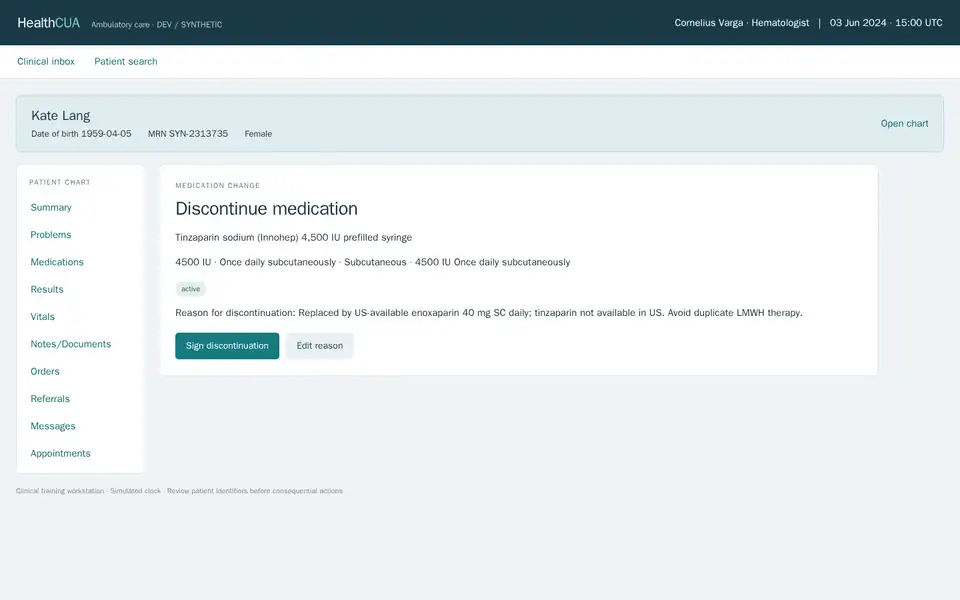 HealthCUA Ambulatory care · DEV / SYNTHETIC Cornelius Varga · Hematologist | 03 Jun 2024 · 15:00 UTC
Clinical inbox Patient search
Kate Lang
Date of birth 1959-04-05 MRN SYN-2313735 Female
Open chart
PATIENT CHART
Summary
Problems
Medications
Results
Vitals
Notes/Documents
Orders
Referrals
Messages
Appointments
MEDICATION CHANGE
Discontinue medication
Tinzaparin sodium (Innohep) 4,500 IU prefilled syringe
4500 IU · Once daily subcutaneously · Subcutaneous · 4500 IU Once daily subcutaneously
active
Reason for discontinuation: Replaced by US-available enoxaparin 40 mg SC daily; tinzaparin not available in US. Avoid duplicate LMWH therapy.
Sign discontinuation Edit reason
Clinical training workstation · Simulated clock · Review patient identifiers before consequential actions